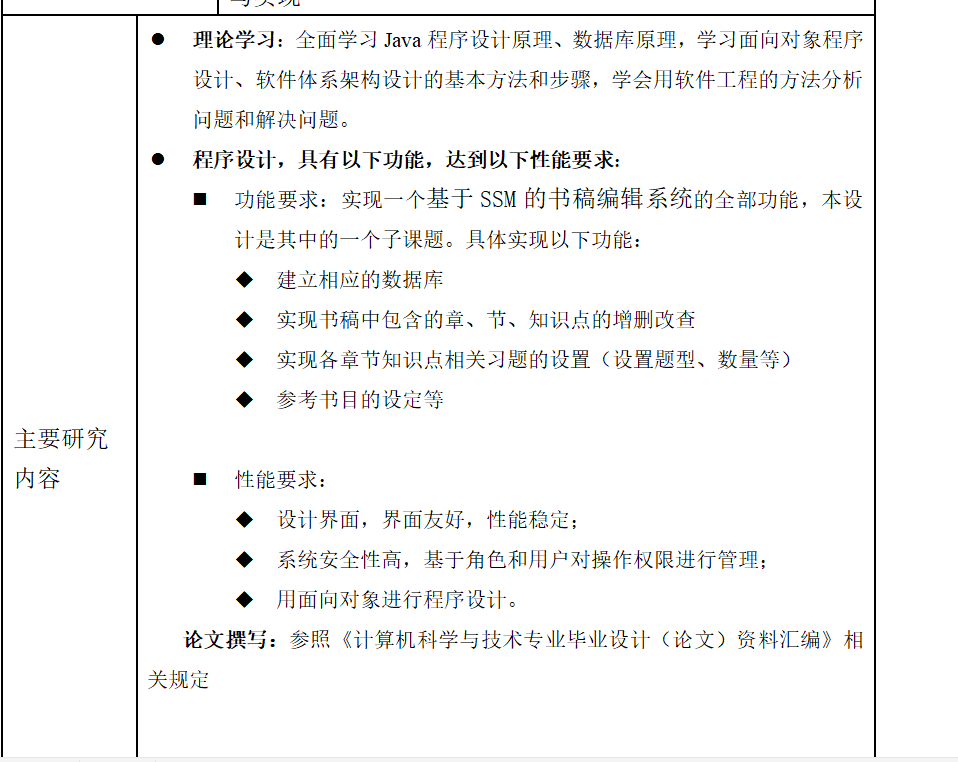 与实现
● 理论学习：全面学习 Java 程序设计原理、数据库原理，学习面向对象程序
设计、软件体系架构设计的基本方法和步骤，学会用软件工程的方法分析
问题和解决问题。
● 程序设计，具有以下功能，达到以下性能要求：
■ 功能要求：实现一个基于 SSM 的书稿编辑系统的全部功能，本设
计是其中的一个子课题。具体实现以下功能：
◆ 建立相应的数据库
◆ 实现书稿中包含的章、节、知识点的增删改查
◆ 实现各章节知识点相关习题的设置（设置题型、数量等）
◆ 参考书目的设定等
主要研究
内容
■ 性能要求：
◆ 设计界面，界面友好，性能稳定；
◆ 系统安全性高，基于角色和用户对操作权限进行管理；
◆ 用面向对象进行程序设计。
论文撰写：参照《计算机科学与技术专业毕业设计（论文）资料汇编》相
关规定